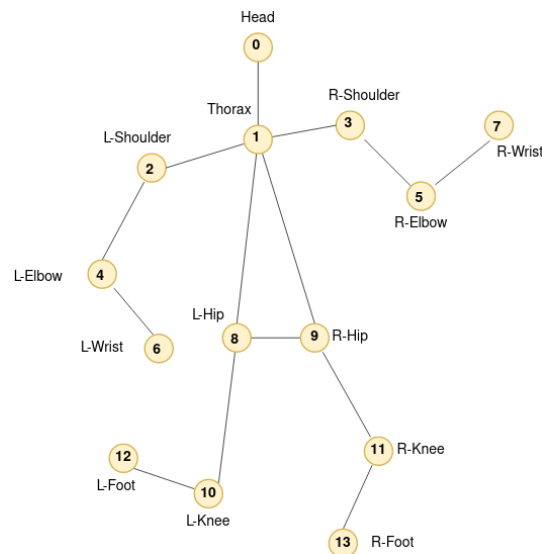 Head
0
R-Shoulder
Thorax
3
7
L-Shoulder
1
R-Wrist
2
5
R-Elbow
L-Elbow
4
L-Hip
L-Wrist
6
8
9
R-Hip
12
11
R-Knee
L-Foot
10
L-Knee
13
R-Foot